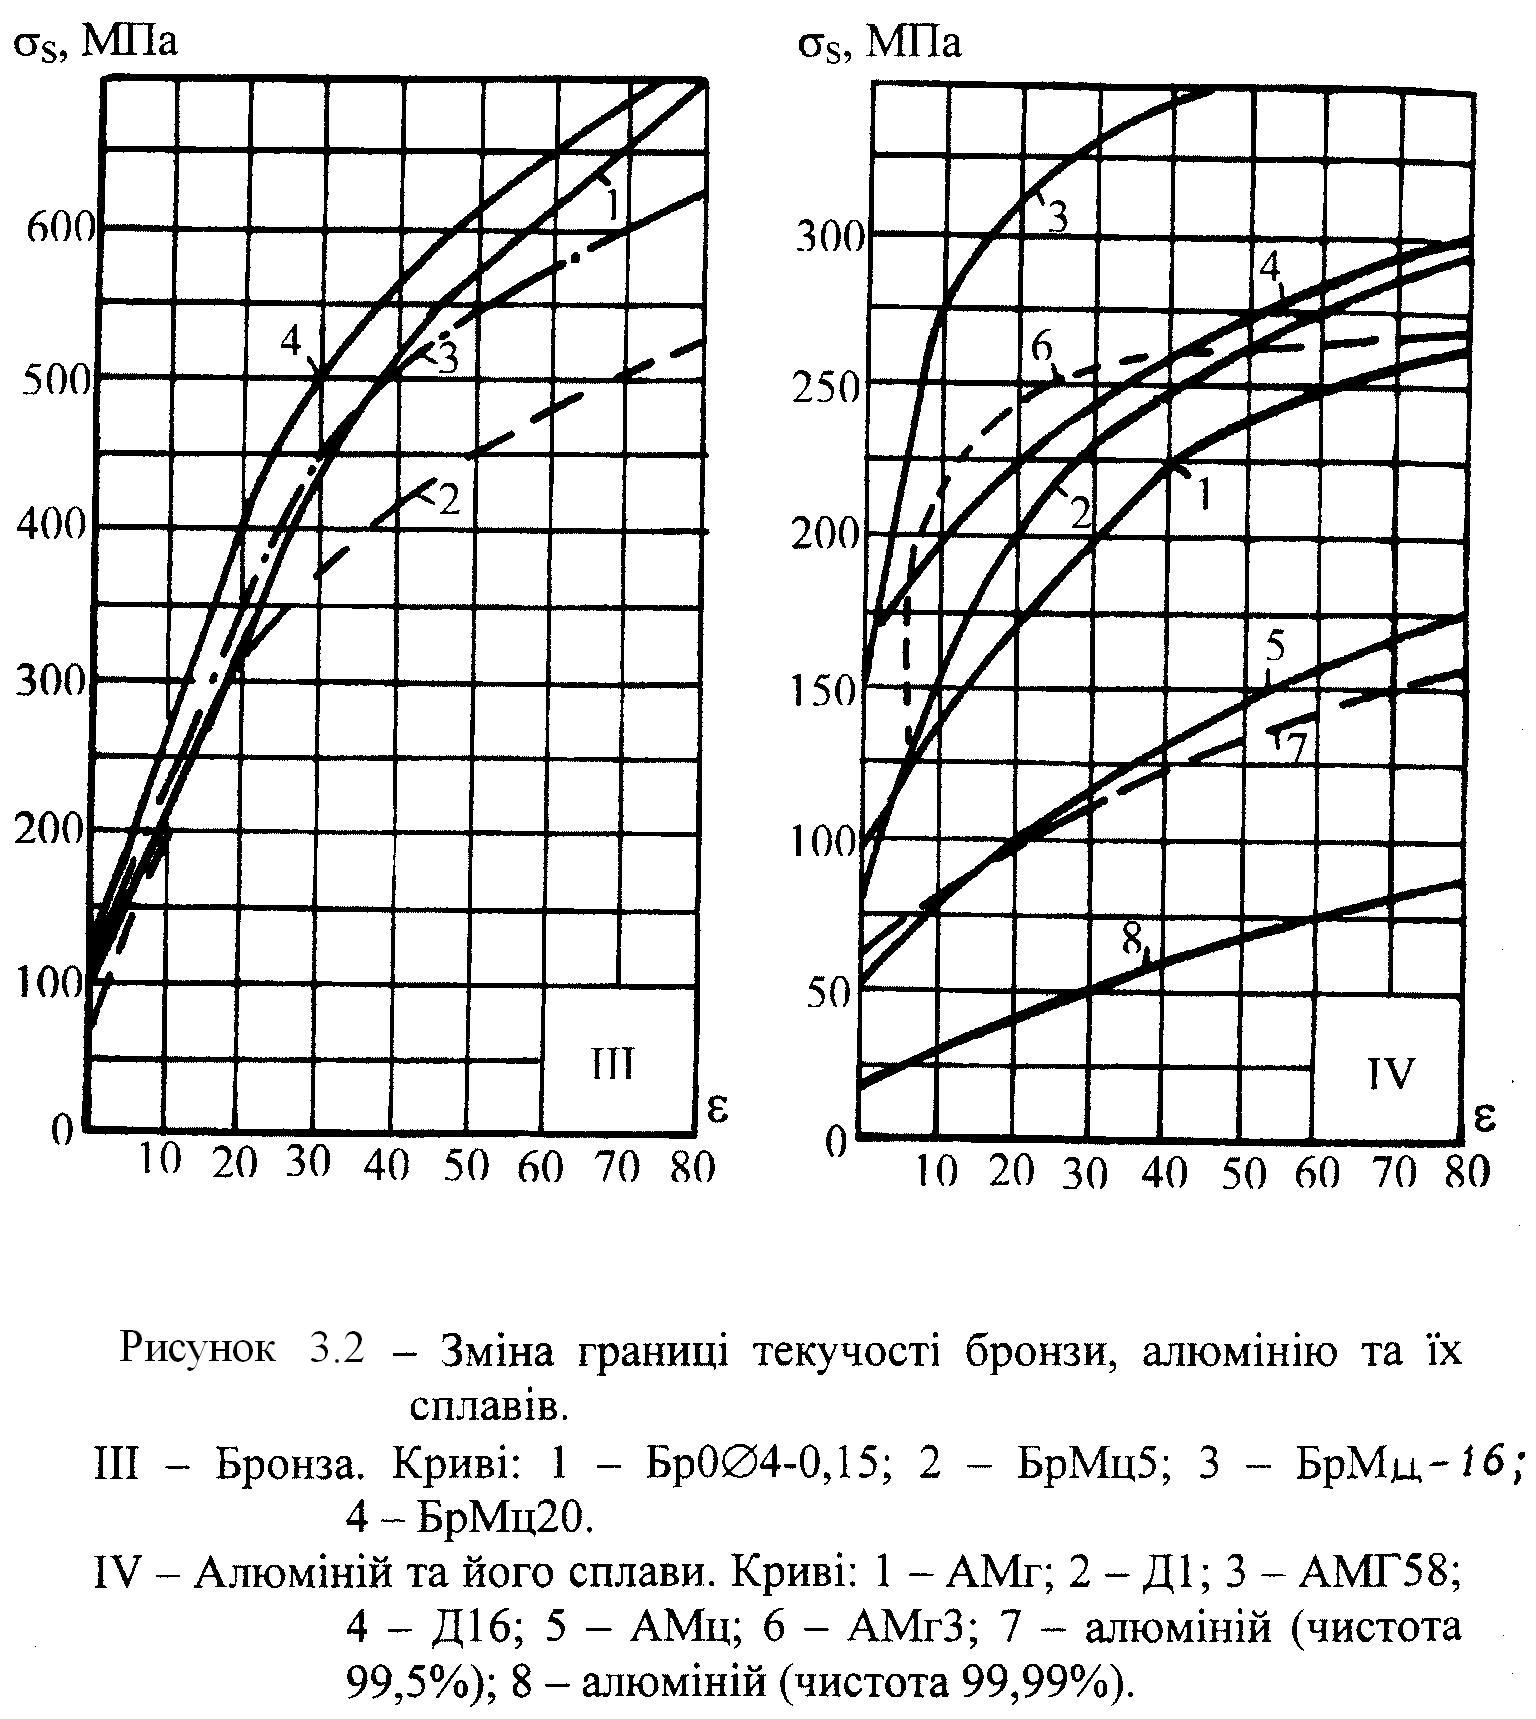 σs, МПа
600
500
400
300
200
100
0
10 20 30 40 50 60 70 80
ε
III
4
1
3
2
σs, МПа
300
250
200
150
100
50
0
10 20 30 40 50 60 70 80
ε
IV
3
4
6
2
1
5
7
8
Рисунок 3.2 – Зміна границі текучості бронзи, алюмінію та їх
сплавів.
III – Бронза. Криві: 1 – Бр0∅4-0,15; 2 – БрМц5; 3 – БрМц-16;
4 – БрМц20.
IV – Алюміній та його сплави. Криві: 1 – АМг; 2 – Д1; 3 – АМГ58;
4 – Д16; 5 – АМц; 6 – АМг3; 7 – алюміній (чистота
99,5%); 8 – алюміній (чистота 99,99%).